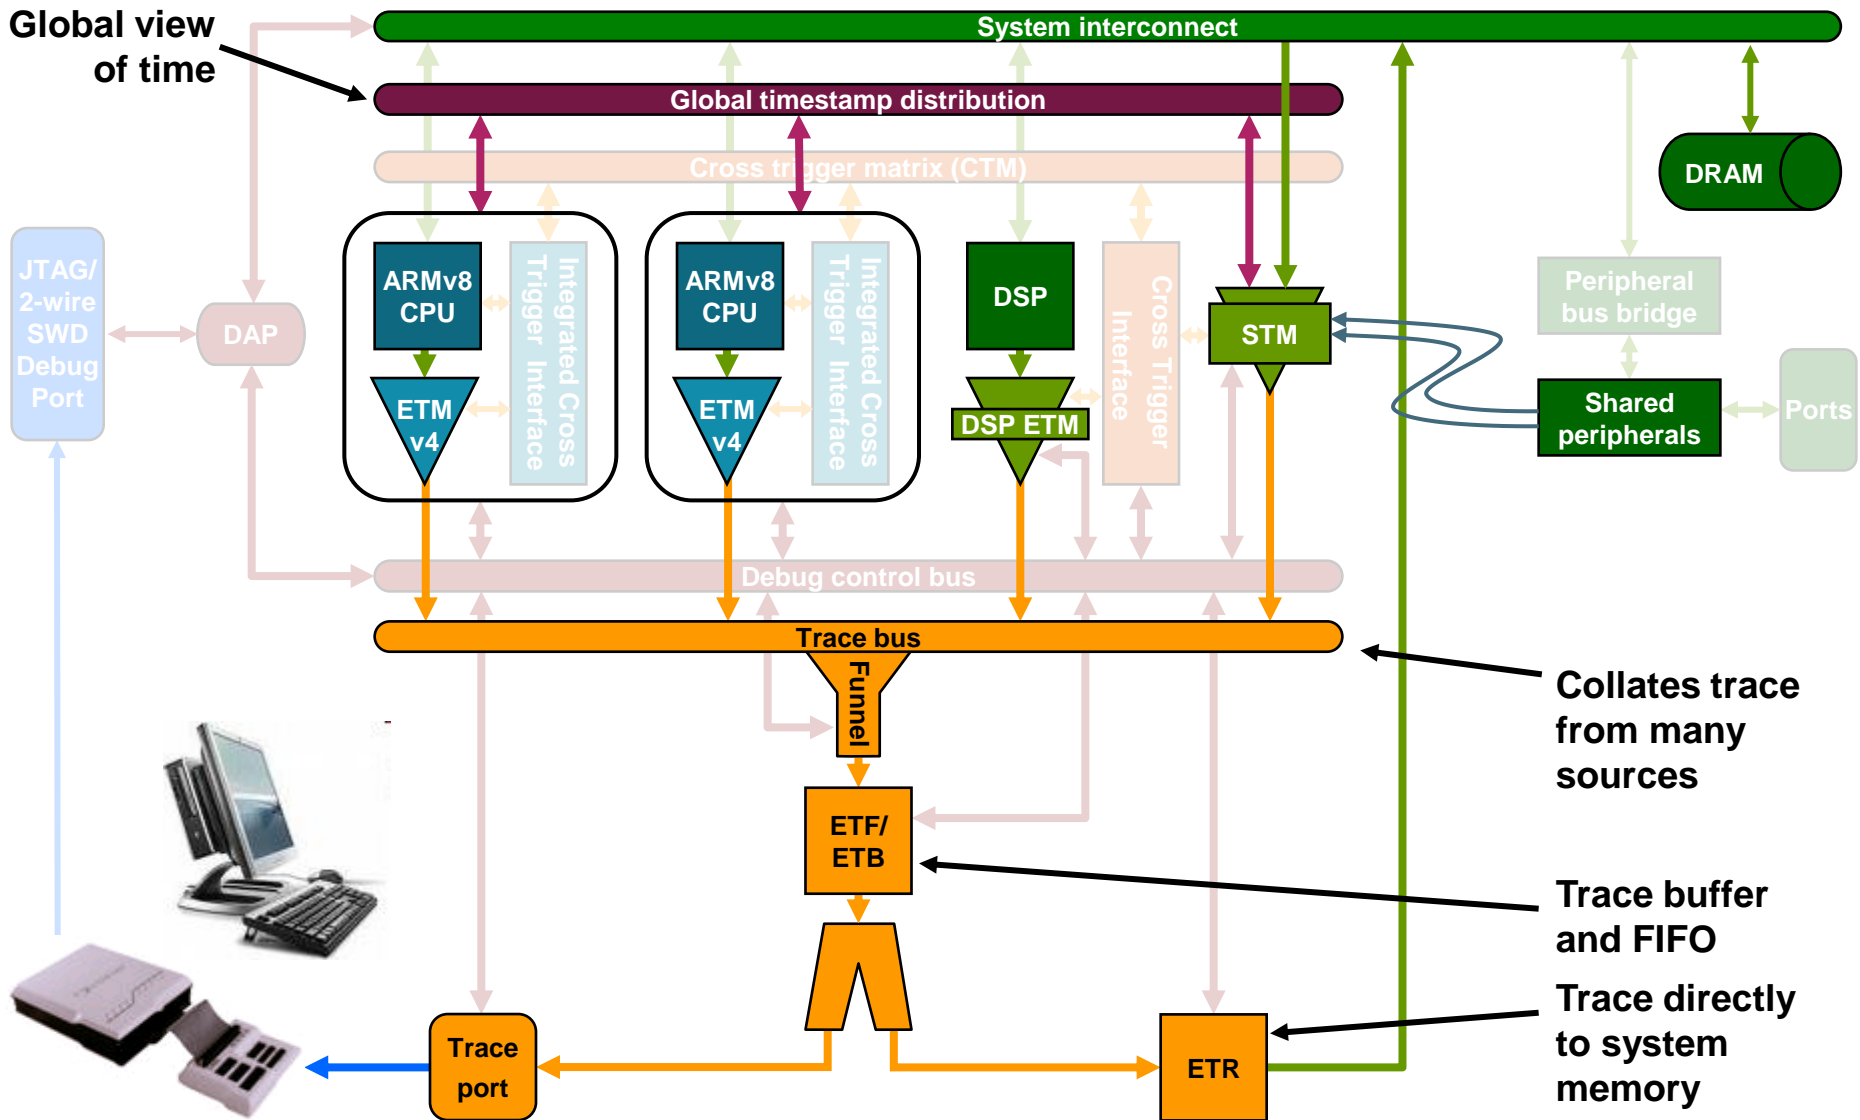 Global view
of time
System interconnect
Global timestamp distribution
Cross trigger matrix (CTM)
DRAM
JTAG/
2-wire
SWD
Debug
Port
DAP
ARMv8
CPU
ETM
v4
Integrated Cross
Trigger Interface
ARMv8
CPU
ETM
v4
Integrated Cross
Trigger Interface
DSP
DSP ETM
Cross Trigger
Interface
STM
Peripheral
bus bridge
Shared
peripherals
Ports
Debug control bus
Trace bus
Funnel
Collates trace
from many
sources
ETF/
ETB
Trace buffer
and FIFO
Trace
port
ETR
Trace directly
to system
memory